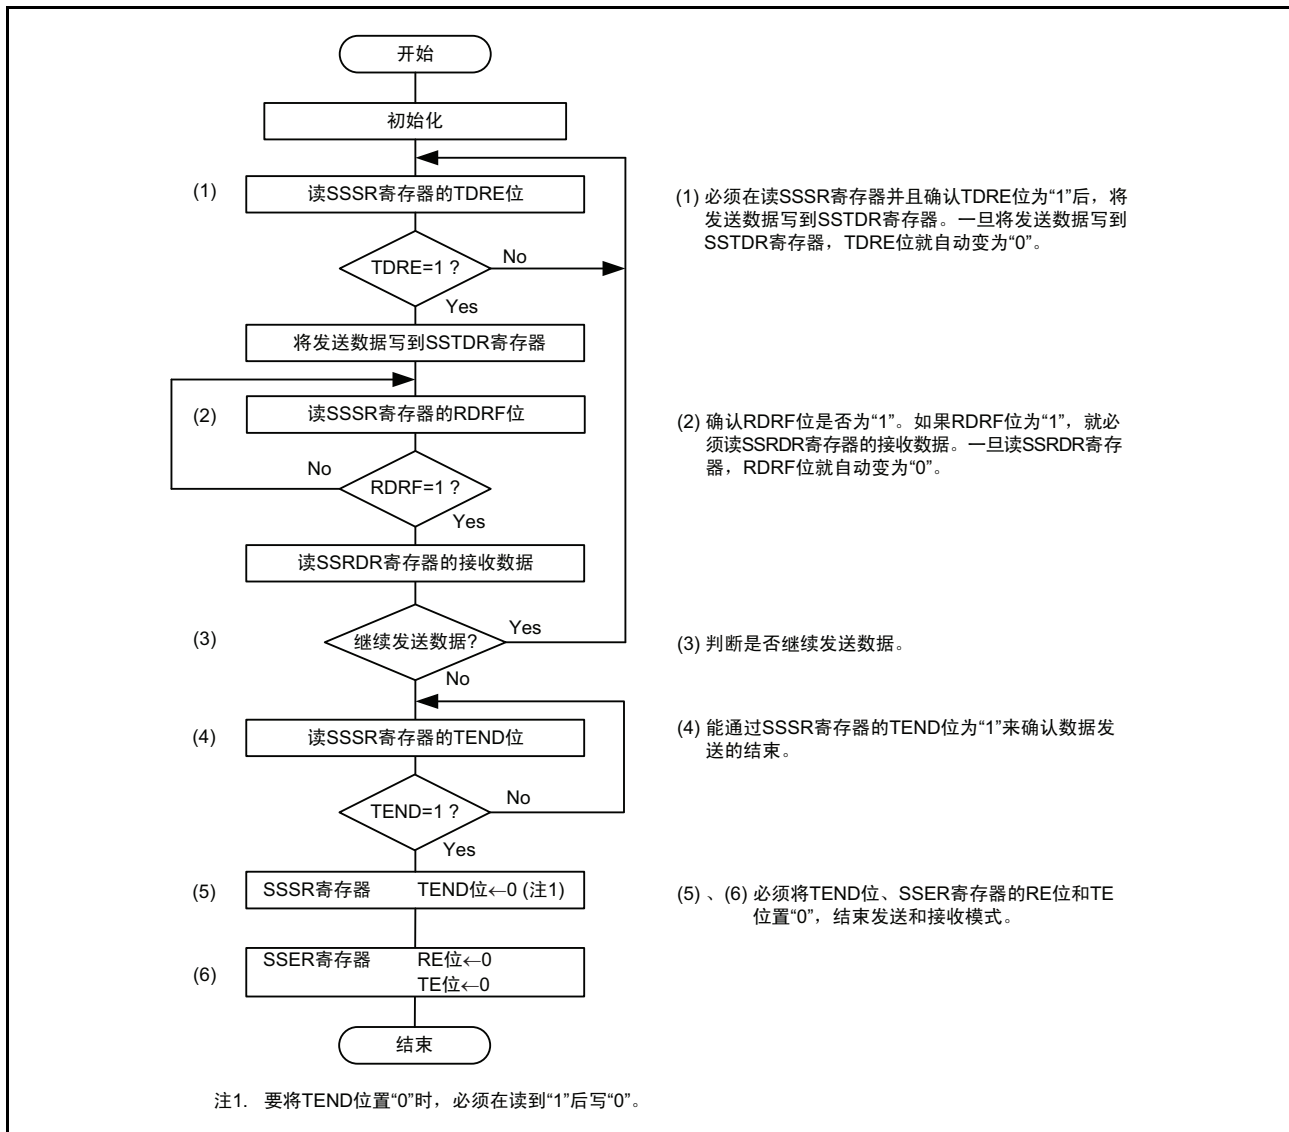 开始
初始化
(1)
读SSSR寄存器的TDRE位
(1) 必须在读SSSR寄存器并且确认TDRE位为“1”后，将
发送数据写到SSTDR寄存器。一旦将发送数据写到
SSTDR寄存器，TDRE位就自动变为“0”。
TDRE=1 ?
No
Yes
将发送数据写到SSTDR寄存器
(2)
读SSSR寄存器的RDRF位
(2) 确认RDRF位是否为“1”。如果RDRF位为“1”，就必
须读SSRDR寄存器的接收数据。一旦读SSRDR寄存
器，RDRF位就自动变为“0”。
No
RDRF=1 ?
Yes
读SSRDR寄存器的接收数据
(3)
继续发送数据?
Yes
(3) 判断是否继续发送数据。
No
(4)
读SSSR寄存器的TEND位
(4) 能通过SSSR寄存器的TEND位为“1”来确认数据发
送的结束。
TEND=1 ?
No
Yes
(5)
SSSR寄存器 TEND位←0 (注1)
(5) 、(6) 必须将TEND位、SSER寄存器的RE位和TE
位置“0”，结束发送和接收模式。
(6)
SSER寄存器 RE位←0
TE位←0
结束
注1. 要将TEND位置“0”时，必须在读到“1”后写“0”。